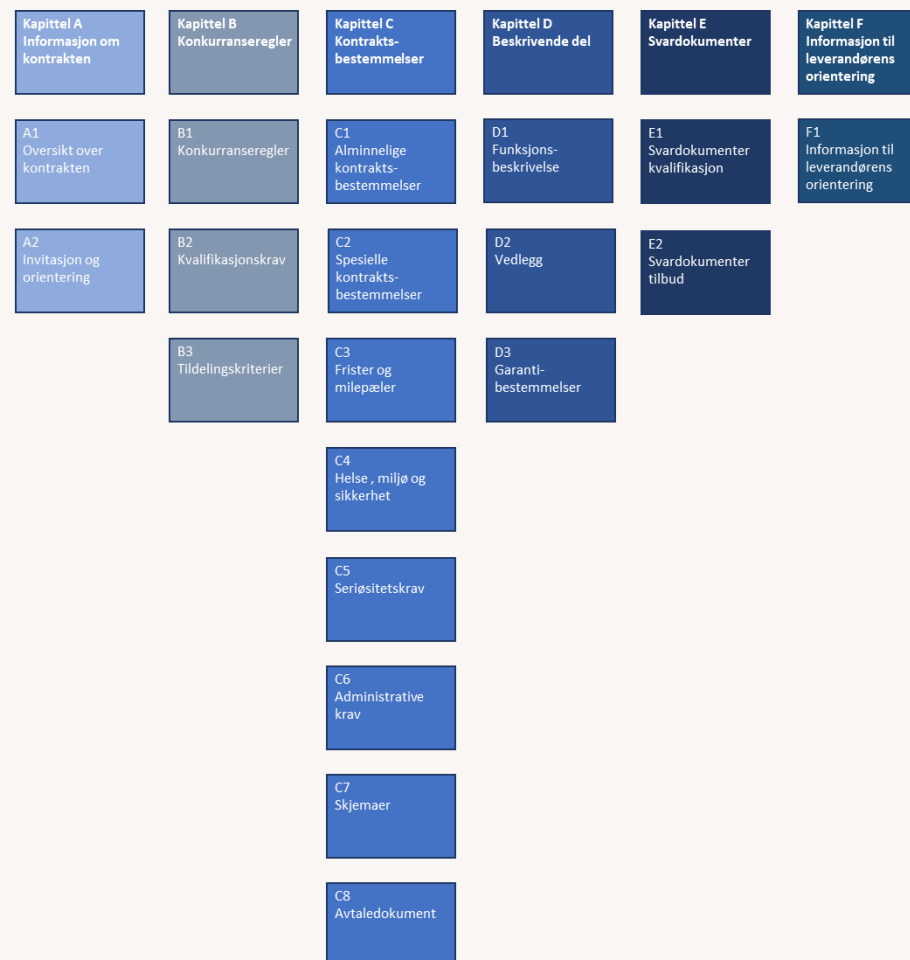 Kapittel A
Informasjon om
kontrakten
Kapittel B
Konkurranseregler
Kapittel C
Kontrakts-
bestemmelser
Kapittel D
Beskrivende del
Kapittel E
Svardokumenter
Kapittel F
Informasjon til
leverandørens
orientering
A1
Oversikt over
kontrakten
B1
Konkurranseregler
C1
Alminnelige
kontrakts-
bestemmelser
D1
Funksjons-
beskrivelse
E1
Svardokumenter
kvalifikasjon
F1
Informasjon til
leverandørens
orientering
A2
Invitasjon og
orientering
B2
Kvalifikasjonskrav
C2
Spesielle
kontrakts-
bestemmelser
D2
Vedlegg
E2
Svardokumenter
tilbud
B3
Tildelingskriterier
C3
Frister og
milepæler
D3
Garanti-
bestemmelser
C4
Helse , miljø og
sikkerhet
C5
Seriøsitetskrav
C6
Administrative
krav
C7
Skjemaer
C8
Avtaledokument